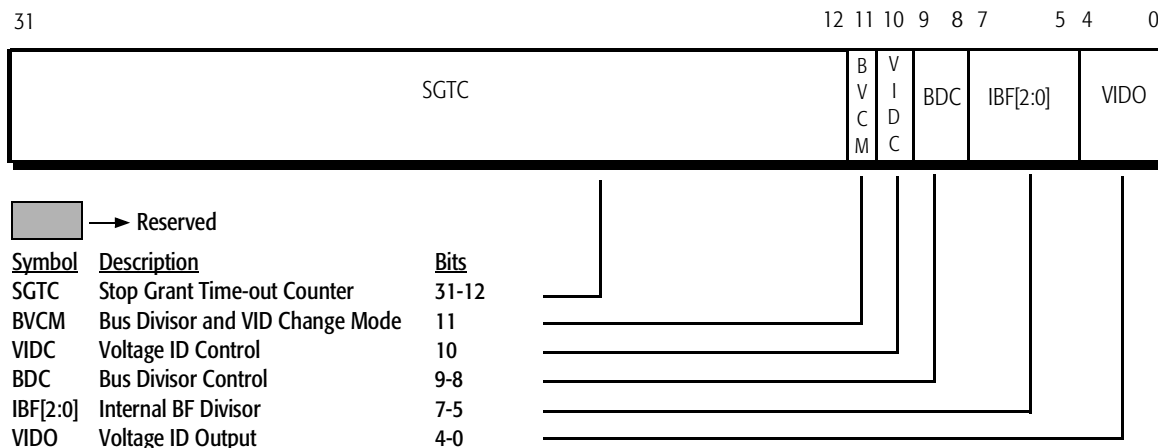 31 12 11 10 9 8 7 5 4 0
SGTC BVCM VIDC BDC IBF[2:0] VIDO
Reserved
Symbol Description Bits
SGTC Stop Grant Time-out Counter 31-12
BVCM Bus Divisor and VID Change Mode 11
VIDC Voltage ID Control 10
BDC Bus Divisor Control 9-8
IBF[2:0] Internal BF Divisor 7-5
VIDO Voltage ID Output 4-0